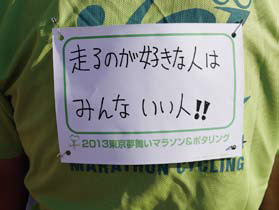 走るのが好きな人は
みんな いい人!!
2013東京夢舞いマラソン&ポタリング
MARATHON CYCLING